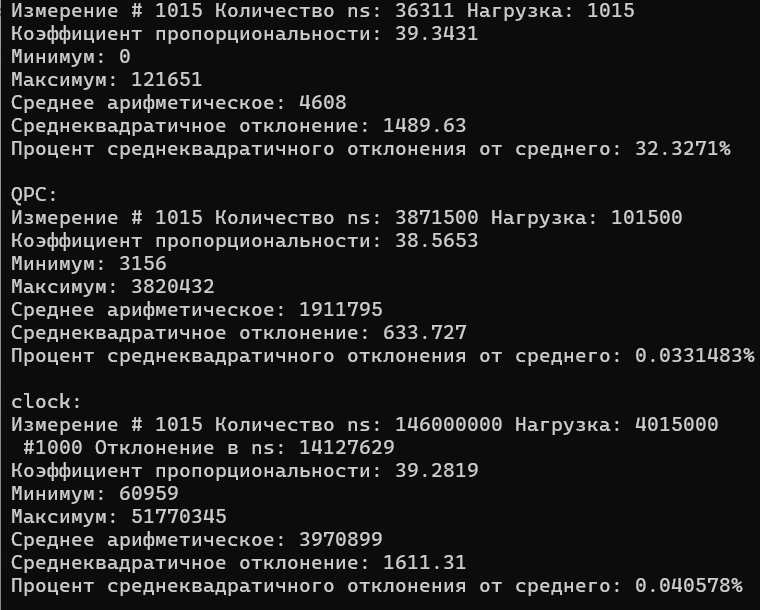 Измерение # 1015 Количество ns: 36311 Нагрузка: 1015
Коэффициент пропорциональности: 39.3431
Минимум: 0
Максимум: 121651
Среднее арифметическое: 4608
Среднеквадратичное отклонение: 1489.63
Процент среднеквадратичного отклонения от среднего: 32.3271%
QPC:
Измерение # 1015 Количество ns: 3871500 Нагрузка: 101500
Коэффициент пропорциональности: 38.5653
Минимум: 3156
Максимум: 3820432
Среднее арифметическое: 1911795
Среднеквадратичное отклонение: 633.727
Процент среднеквадратичного отклонения от среднего: 0.0331483%
clock:
Измерение # 1015 Количество ns: 146000000 Нагрузка: 4015000
#1000 Отклонение в ns: 14127629
Коэффициент пропорциональности: 39.2819
Минимум: 60959
Максимум: 51770345
Среднее арифметическое: 3970899
Среднеквадратичное отклонение: 1611.31
Процент среднеквадратичного отклонения от среднего: 0.040578%